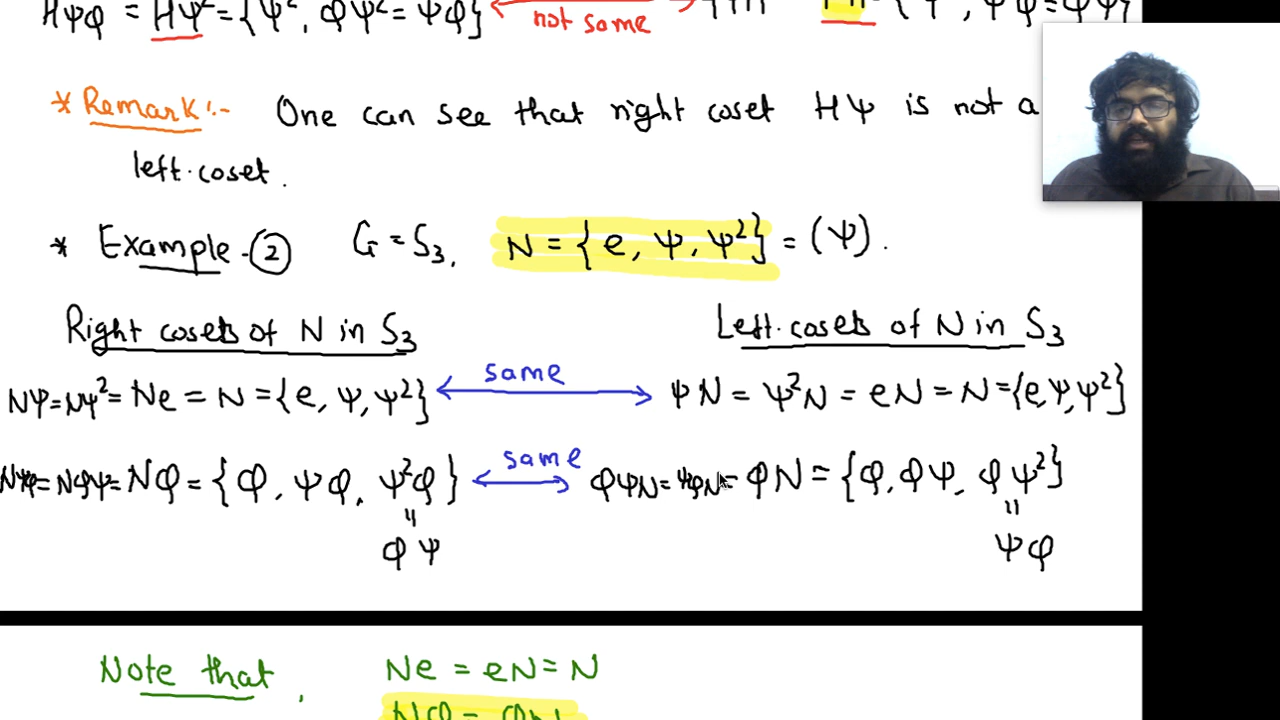 HΨφ = HΨ² = {Ψ², φΨ² = Ψφ} not same
* Remark:- One can see that right coset HΨ is not a
left-coset.
* Example-② G = S₃, N = {e, Ψ, Ψ²} = (Ψ).
Right cosets of N in S₃ Left-cosets of N in S₃
NΨ = NΨ² = Ne = N = {e, Ψ, Ψ²} same ΨN = Ψ²N = eN = N = {e, Ψ, Ψ²}
NΨφ = NφΨ² = Nφ = {φ, Ψφ, Ψ²φ} same φΨN = ΨφN = φN = {φ, φΨ, φΨ²}
" "
φΨ Ψφ
Note that, Ne = eN = N
Nφ = φN